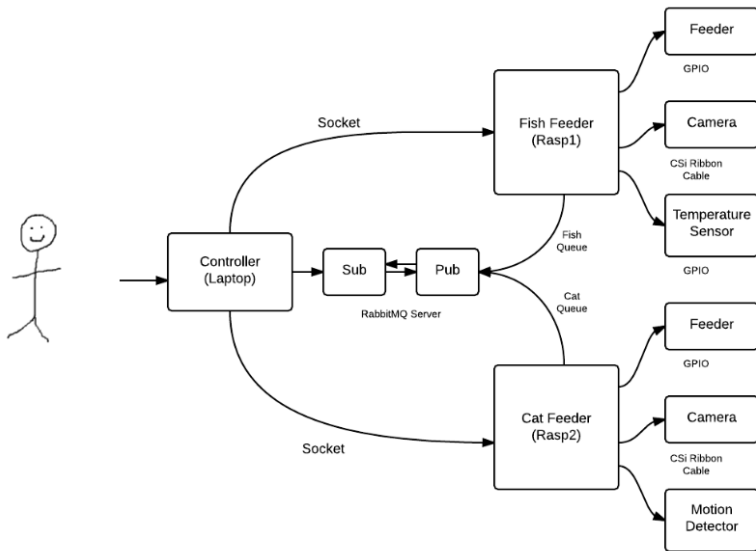 Feeder
GPIO
Socket
Fish Feeder
(Rasp1)
Camera
CSi Ribbon
Cable
Temperature
Sensor
GPIO
Controller
(Laptop)
Sub
Pub
Fish
Queue
RabbitMQ Server
Cat
Queue
Feeder
GPIO
Socket
Cat Feeder
(Rasp2)
Camera
CSi Ribbon
Cable
Motion
Detector